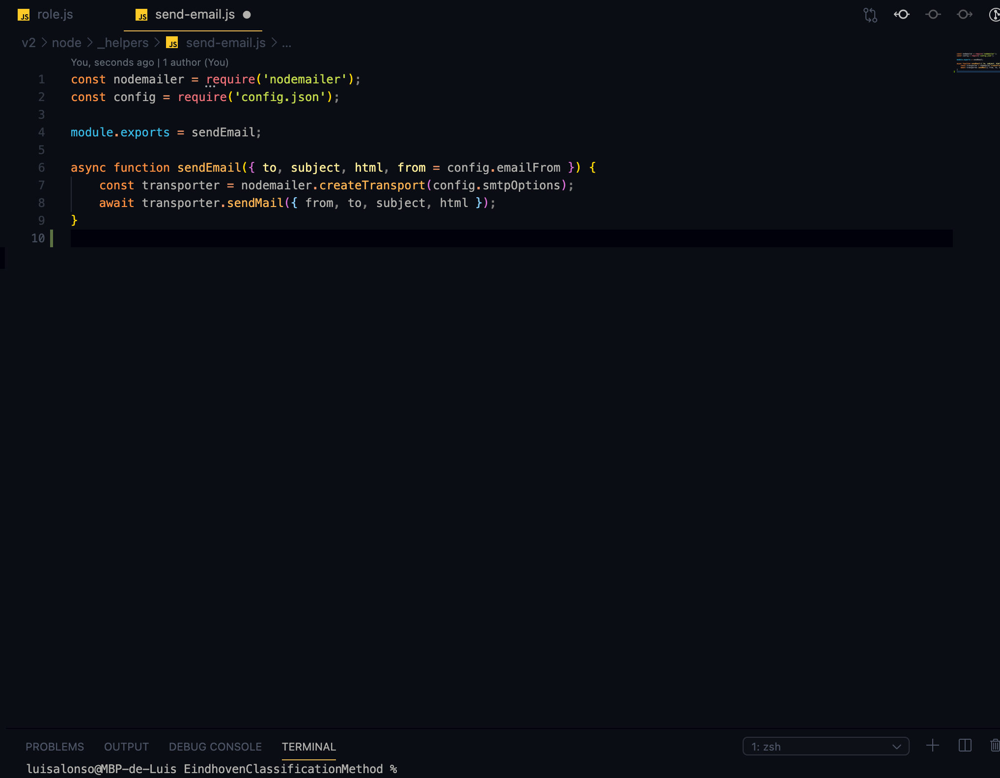 JS role.js
JS send-email.js
v2 > node > _helpers > JS send-email.js > ...
You, seconds ago | 1 author (You)
1 const nodemailer = require('nodemailer');
2 const config = require('config.json');
3
4 module.exports = sendEmail;
5
6 async function sendEmail({ to, subject, html, from = config.emailFrom }) {
7 const transporter = nodemailer.createTransport(config.smtpOptions);
8 await transporter.sendMail({ from, to, subject, html });
9 }
10
PROBLEMS OUTPUT DEBUG CONSOLE TERMINAL 1: zsh
luisalonso@MBP-de-Luis EindhovenClassificationMethod %